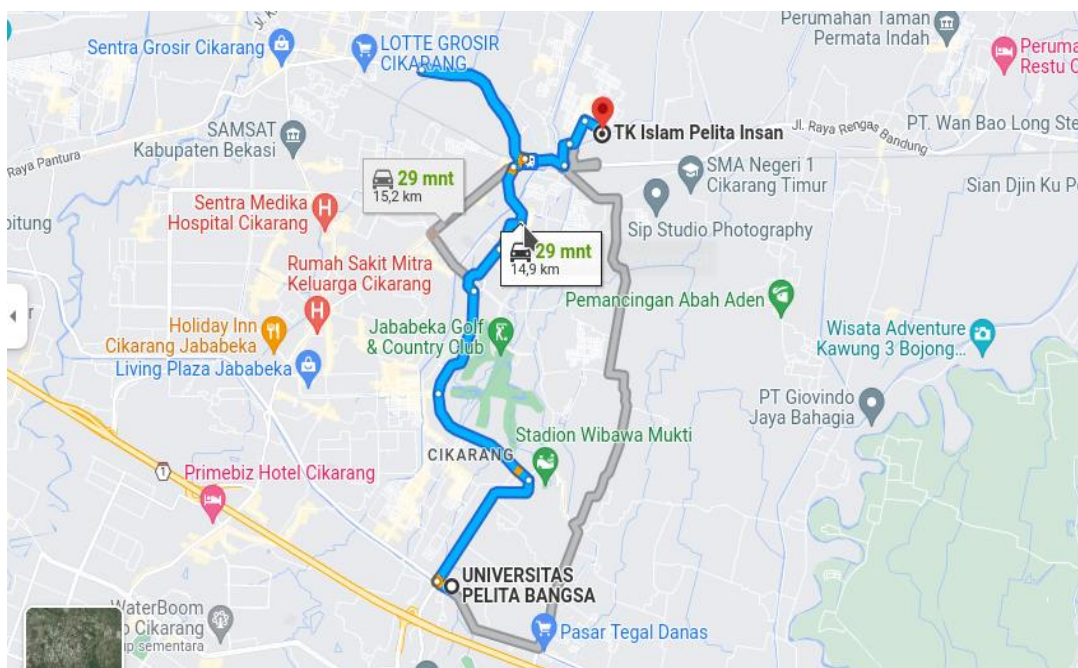 Perumahan Taman
Permata Indah
Sentra Grosir Cikarang
LOTTE GROSIR
CIKARANG
Restu
TK Islam Pelita Insan
Jl. Raya Rengas Bandung
PT. Wan Bao Long
SAMSAT
Kabupaten Bekasi
Raya Pantura
SMA Negeri 1
Cikarang Timur
29 mnt
15,2 km
Sian Djin Ku
Sentra Medika
Hospital Cikarang
Sip Studio Photography
29 mnt
14,9 km
Rumah Sakit Mitra
Keluarga Cikarang
Pemancingan Abah Aden
Holiday Inn
Cikarang Jababeka
Jababeka Golf
& Country Club
Wisata Adventure
Kawung 3 Bojong...
Living Plaza Jababeka
PT Giovindo
Jaya Bahagia
Stadion Wibawa Mukti
CIKARANG
1
Primebiz Hotel Cikarang
UNIVERSITAS
PELITA BANGSA
WaterBoom
Cikarang
sementara
Pasar Tegal Danas